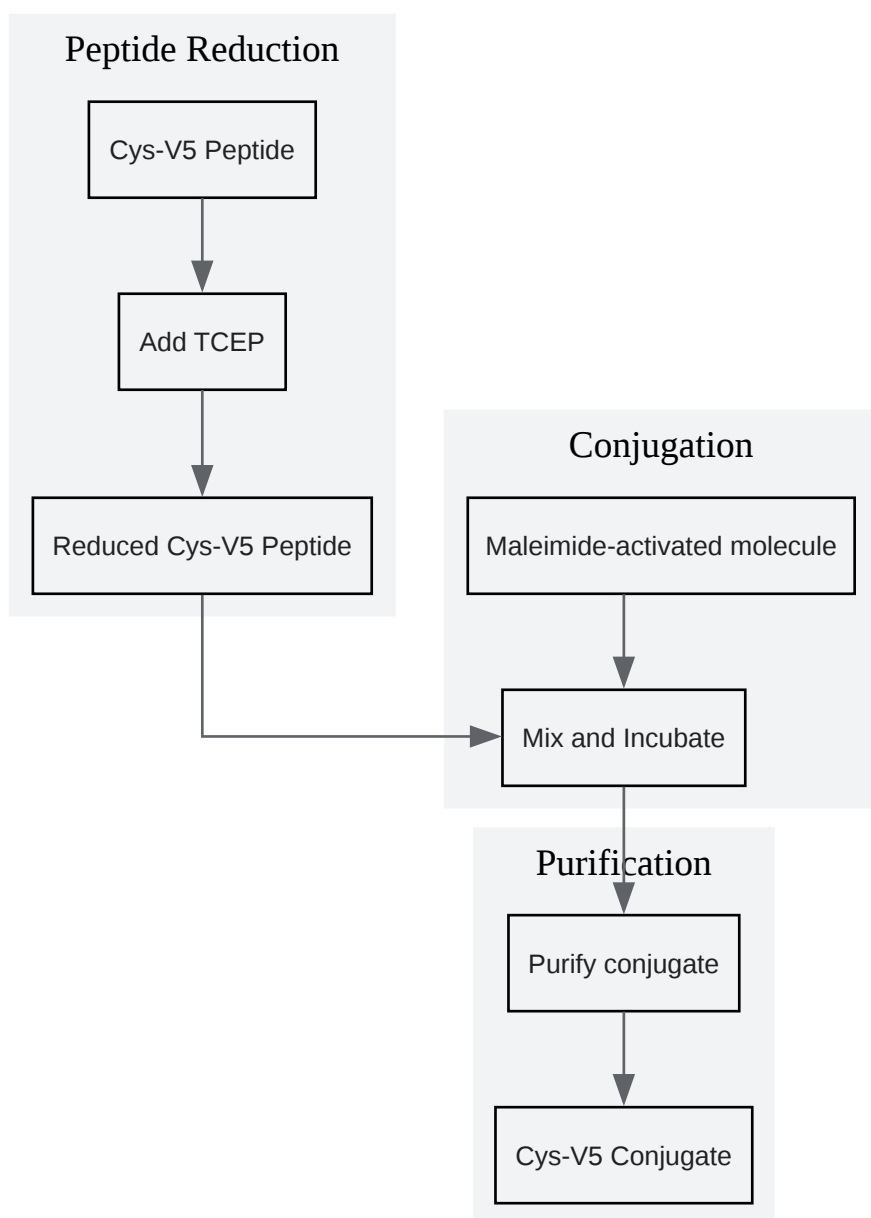 Peptide Reduction
Cys-V5 Peptide
Add TCEP
Reduced Cys-V5 Peptide
Conjugation
Maleimide-activated molecule
Mix and Incubate
Purification
Purify conjugate
Cys-V5 Conjugate